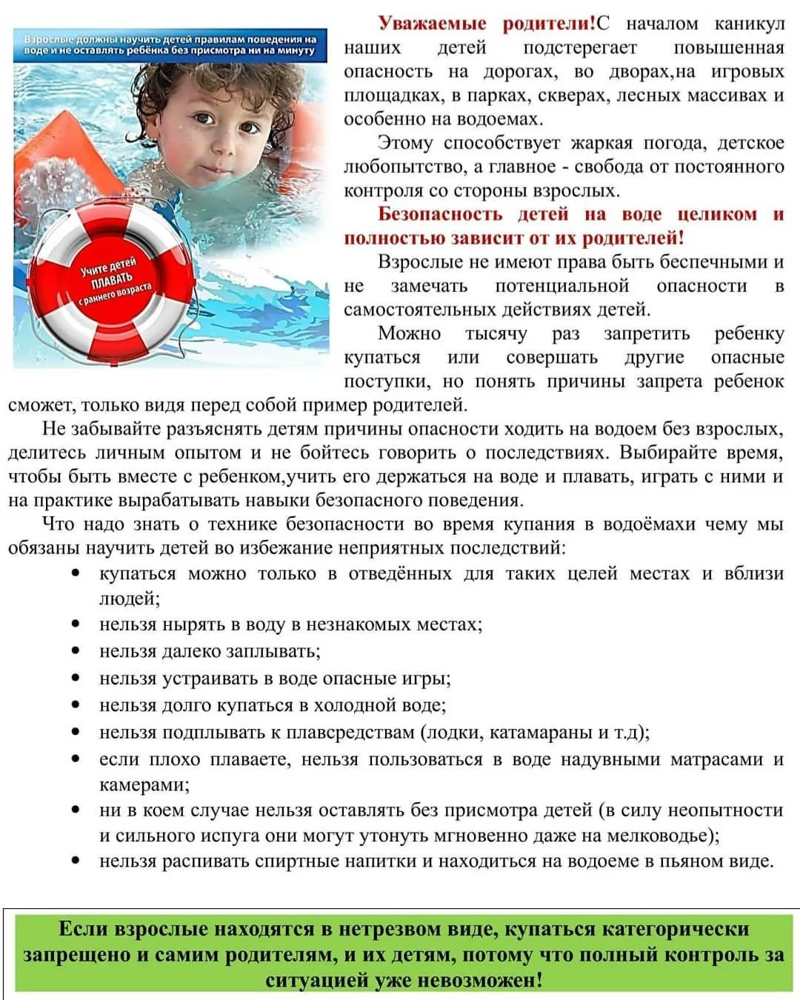 Взрослые должны научить детей правилам поведения на
воде и не оставлять ребёнка без присмотра ни на минуту
Учите детей
ПЛАВАТЬ
с раннего возраста
Уважаемые родители!С началом каникул
наших детей подстерегает повышенная
опасность на дорогах, во дворах,на игровых
площадках, в парках, скверах, лесных массивах и
особенно на водоемах.
Этому способствует жаркая погода, детское
любопытство, а главное - свобода от постоянного
контроля со стороны взрослых.
Безопасность детей на воде целиком и
полностью зависит от их родителей!
Взрослые не имеют права быть беспечными и
не замечать потенциальной опасности в
самостоятельных действиях детей.
Можно тысячу раз запретить ребенку
купаться или совершать другие опасные
поступки, но понять причины запрета ребенок
сможет, только видя перед собой пример родителей.
Не забывайте разъяснять детям причины опасности ходить на водоем без взрослых,
делитесь личным опытом и не бойтесь говорить о последствиях. Выбирайте время,
чтобы быть вместе с ребенком,учить его держаться на воде и плавать, играть с ними и
на практике вырабатывать навыки безопасного поведения.
Что надо знать о технике безопасности во время купания в водоёмахи чему мы
обязаны научить детей во избежание неприятных последствий:
• купаться можно только в отведённых для таких целей местах и вблизи
людей;
• нельзя нырять в воду в незнакомых местах;
• нельзя далеко заплывать;
• нельзя устраивать в воде опасные игры;
• нельзя долго купаться в холодной воде;
• нельзя подплывать к плавсредствам (лодки, катамараны и т.д);
• если плохо плаваете, нельзя пользоваться в воде надувными матрасами и
камерами;
• ни в коем случае нельзя оставлять без присмотра детей (в силу неопытности
и сильного испуга они могут утонуть мгновенно даже на мелководье);
• нельзя распивать спиртные напитки и находиться на водоеме в пьяном виде.
Если взрослые находятся в нетрезвом виде, купаться категорически
запрещено и самим родителям, и их детям, потому что полный контроль за
ситуацией уже невозможен!